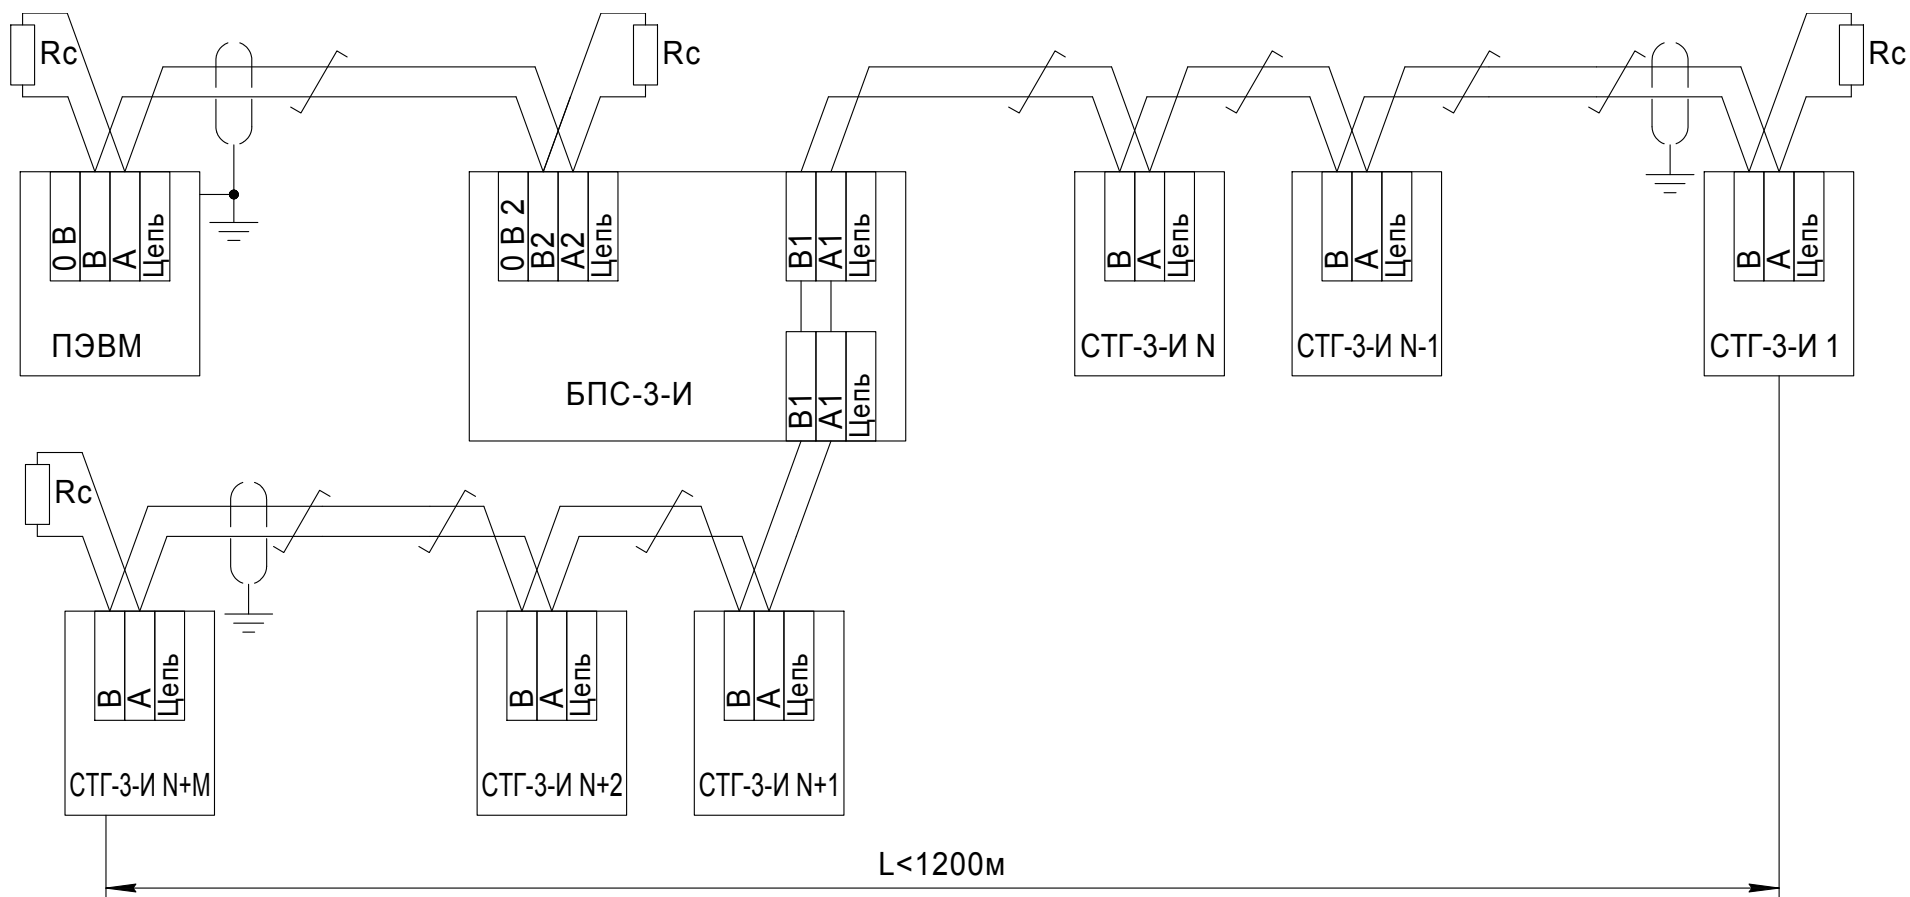 Rc
Rc
Rc
0 В
В
А
Цепь
ПЭВМ
0 В 2
В2
А2
Цепь
В1
А1
Цепь
В1
А1
Цепь
БПС-3-И
В
А
Цепь
СТГ-3-И N
В
А
Цепь
СТГ-3-И N-1
В
А
Цепь
СТГ-3-И 1
Rc
В
А
Цепь
СТГ-3-И N+M
В
А
Цепь
СТГ-3-И N+2
В
А
Цепь
СТГ-3-И N+1
L<1200м